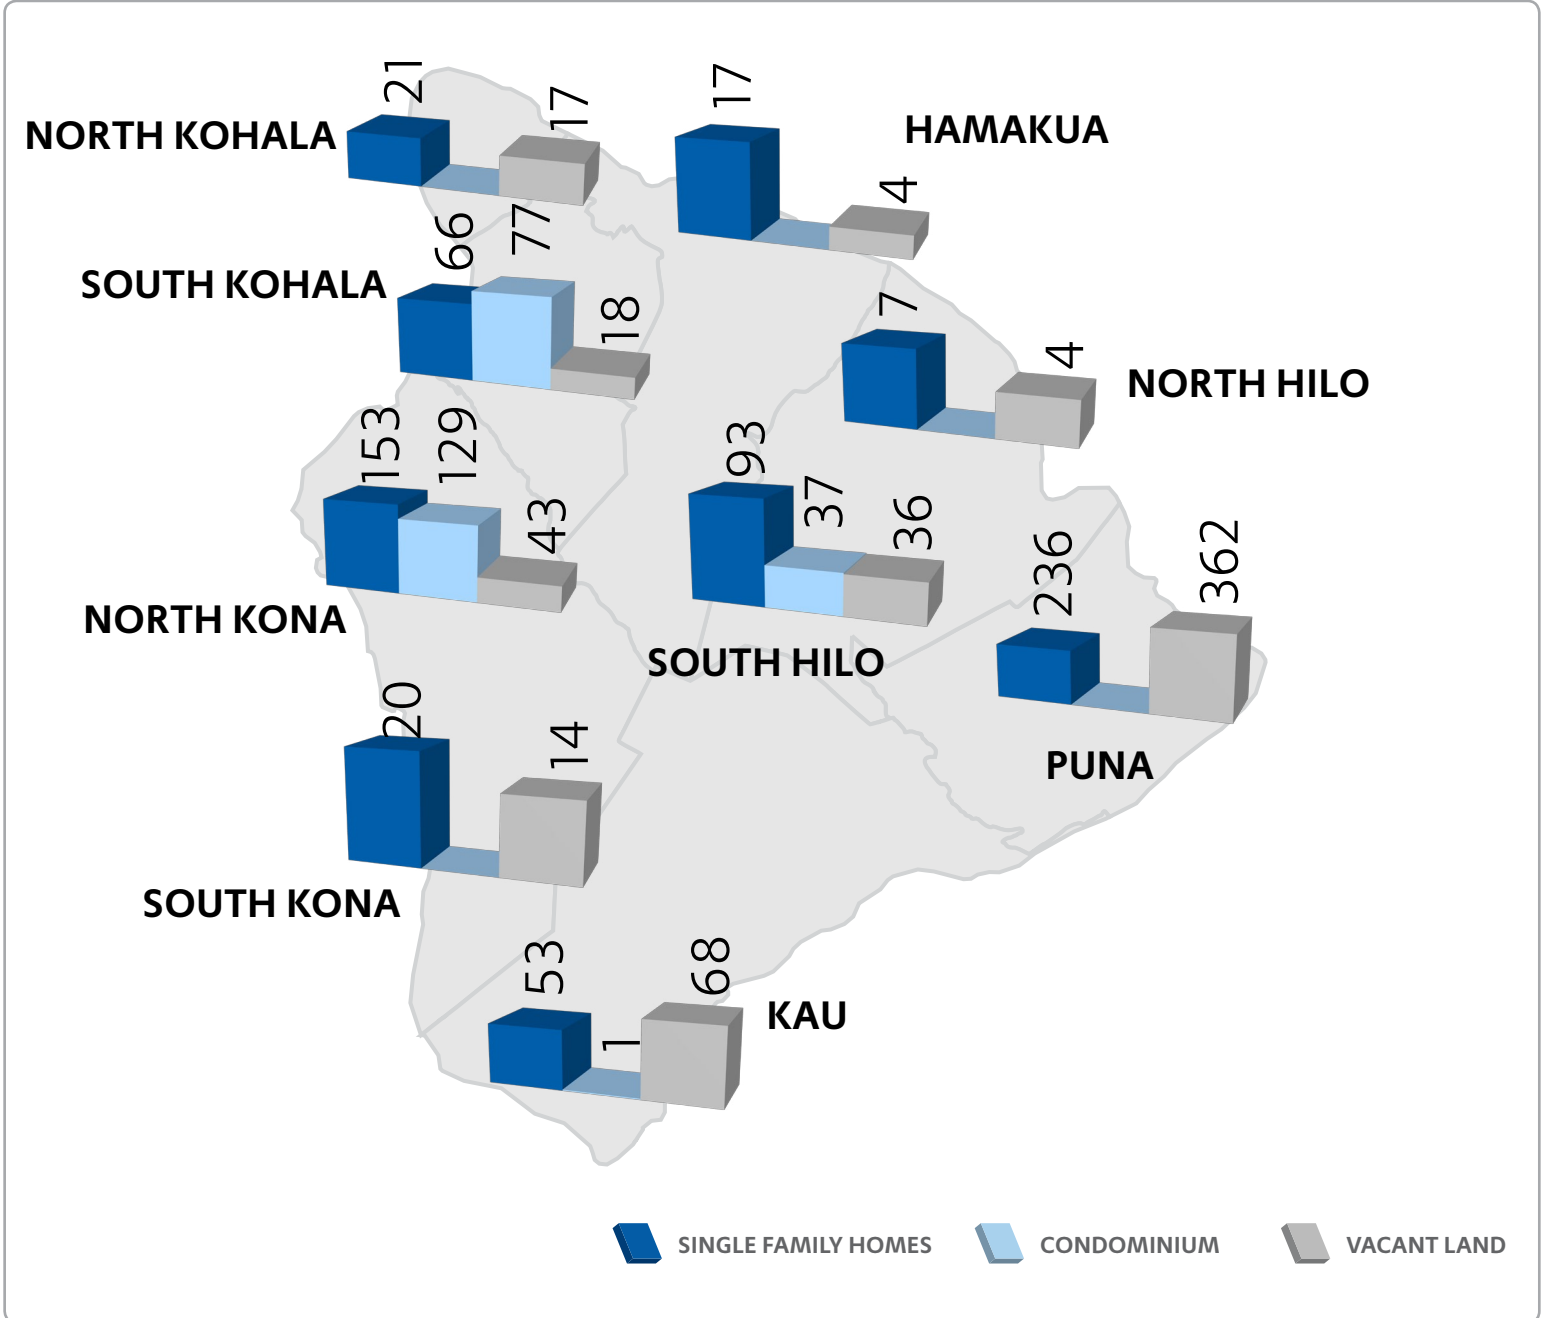 21
17
NORTH KOHALA
17
HAMAKUA
4
66
77
SOUTH KOHALA
18
7
4
NORTH HILO
153
129
43
NORTH KONA
93
37
36
SOUTH HILO
236
362
PUNA
20
14
SOUTH KONA
53
1
68
KAU
SINGLE FAMILY HOMES
CONDOMINIUM
VACANT LAND